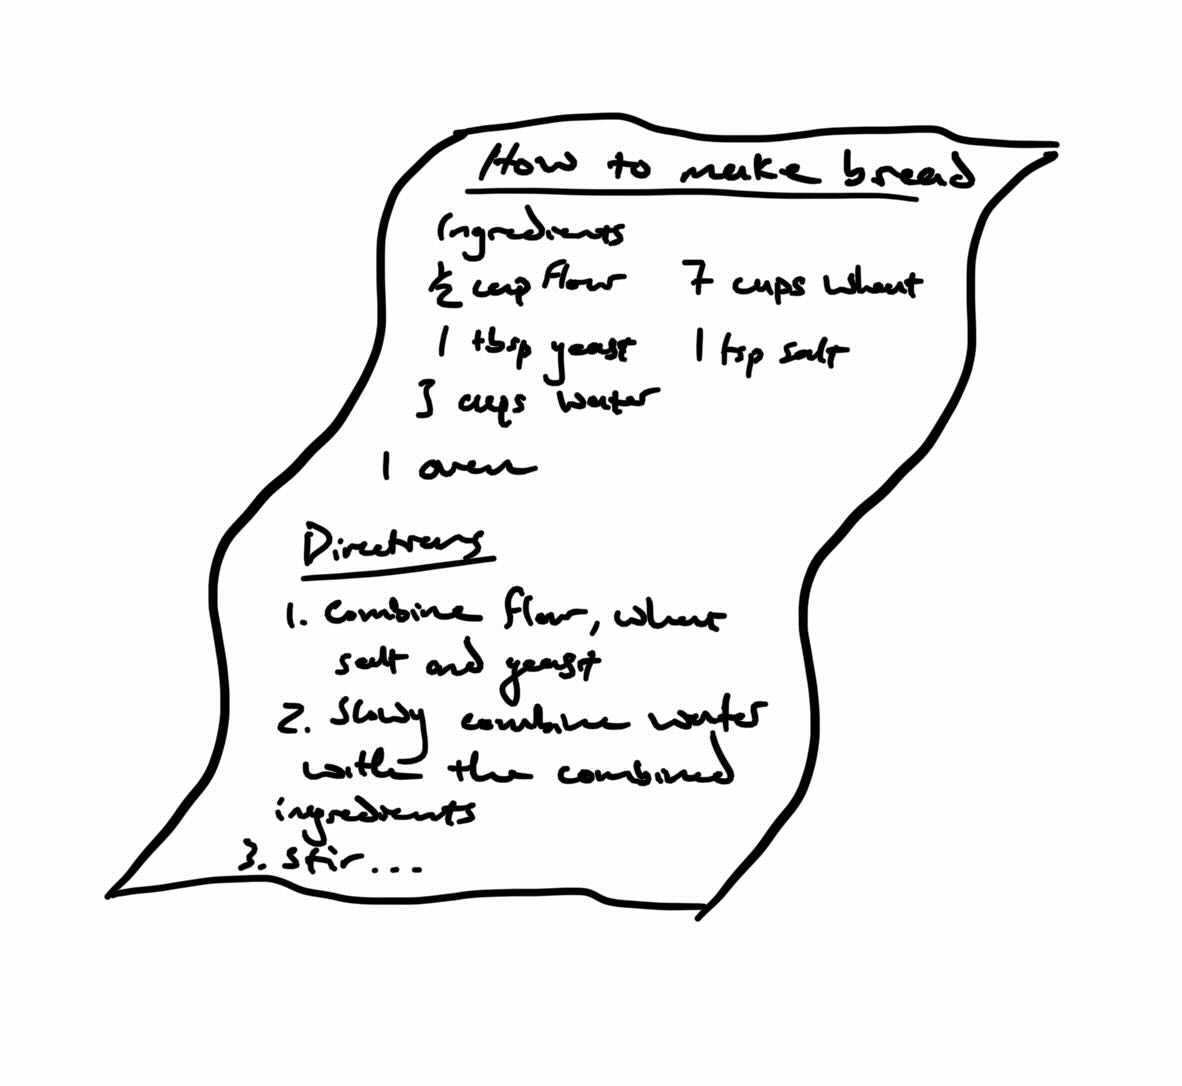 How to make bread
Ingredients
½ cup flour 7 cups wheat
1 tbsp yeast 1 tsp salt
3 cups water
1 oven
Directions
1. combine flour, wheat
salt and yeast
2. slowy combine water
with the combined
ingredients
3. stir...